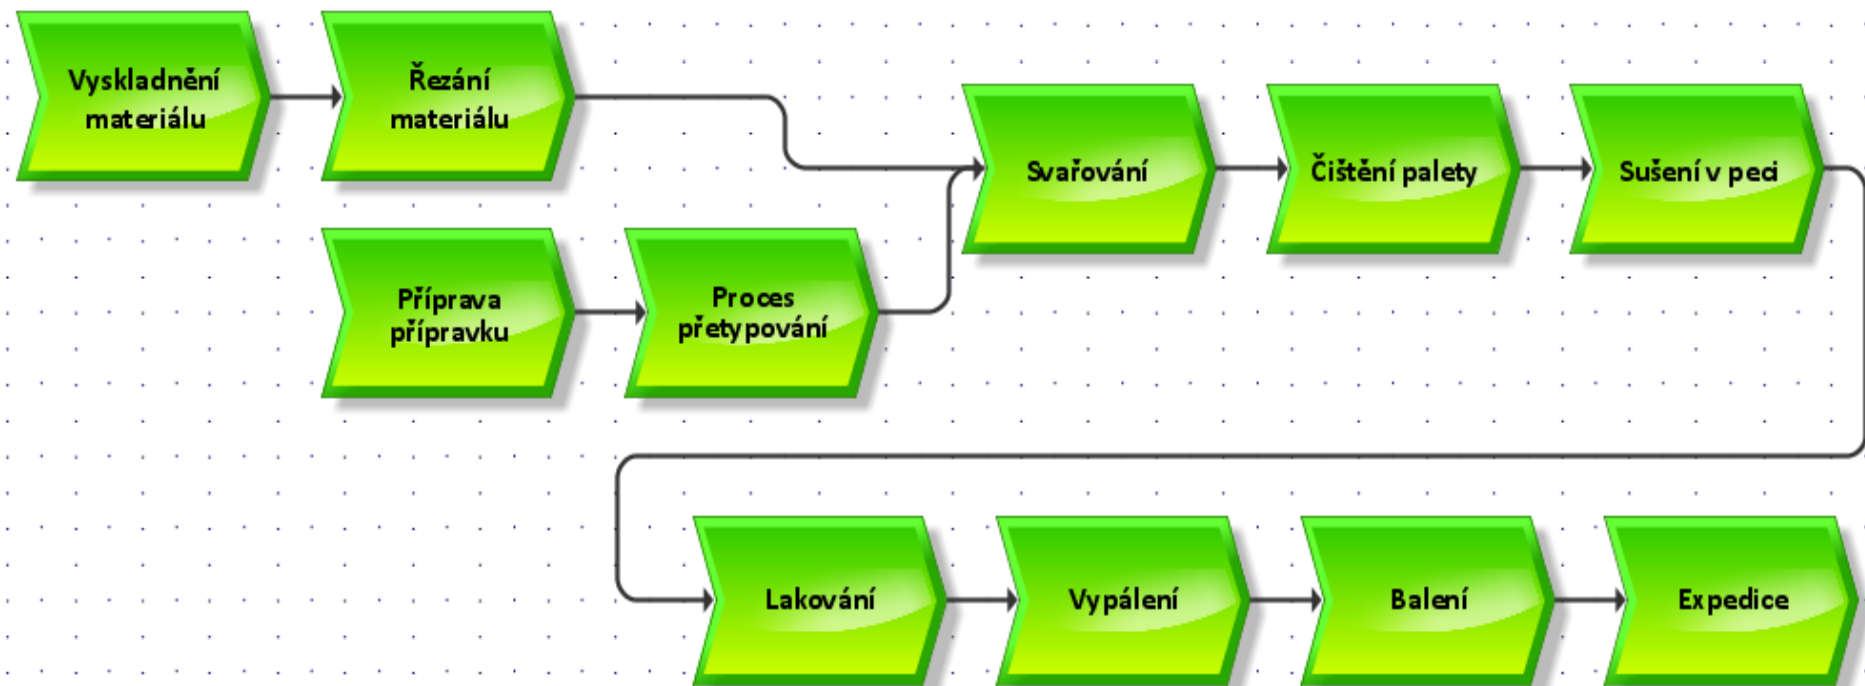 Vyskladnění
materiálu
Řezání
materiálu
Svařování
Čištění palety
Sušení v peci
Příprava
přípravku
Proces
přetypování
Lakování
Vypálení
Balení
Expedice